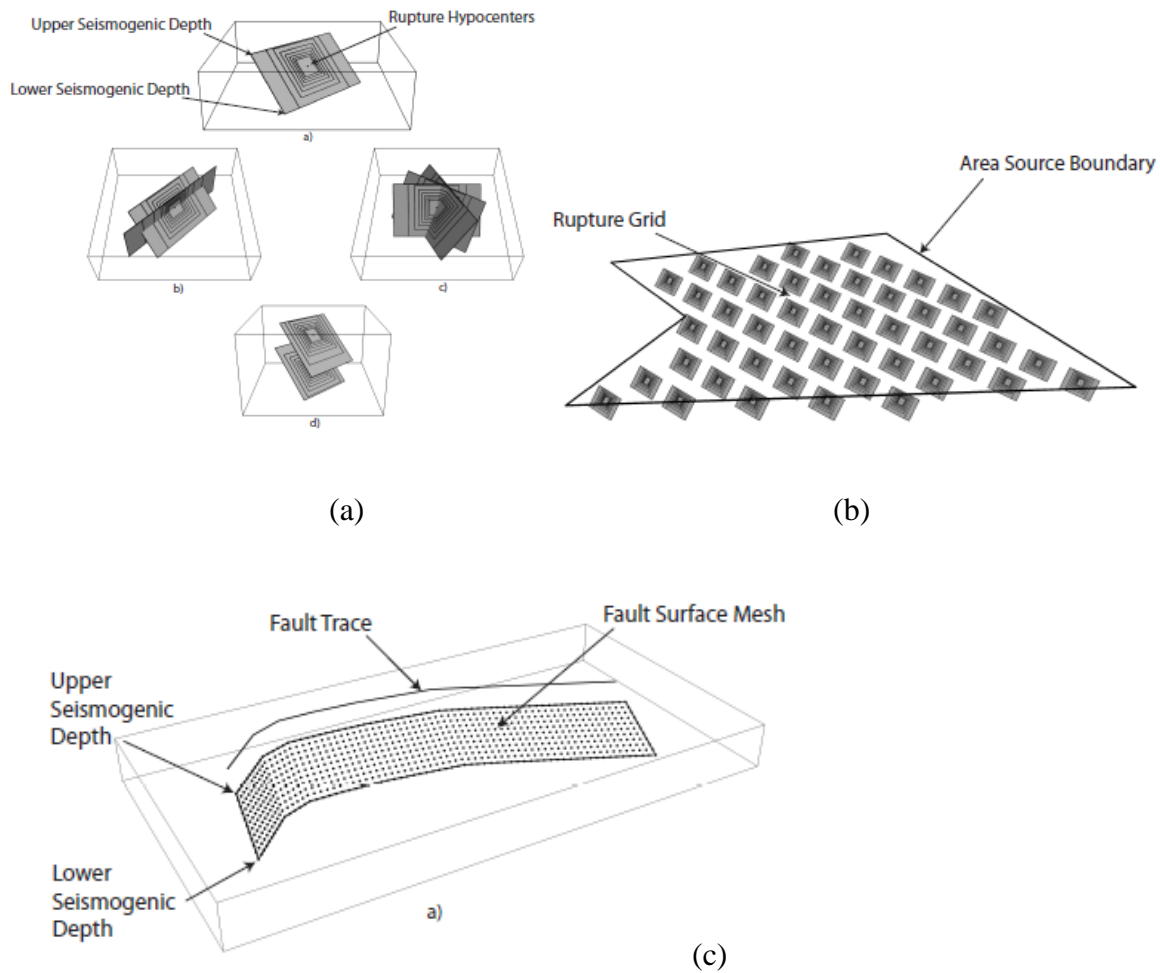 Upper Seismogenic Depth
Rupture Hypocenters
Lower Seismogenic Depth
a)
b)
c)
d)
Area Source Boundary
Rupture Grid
(a)
(b)
Fault Trace
Fault Surface Mesh
Upper
Seismogenic
Depth
Lower
Seismogenic
Depth
a)
(c)